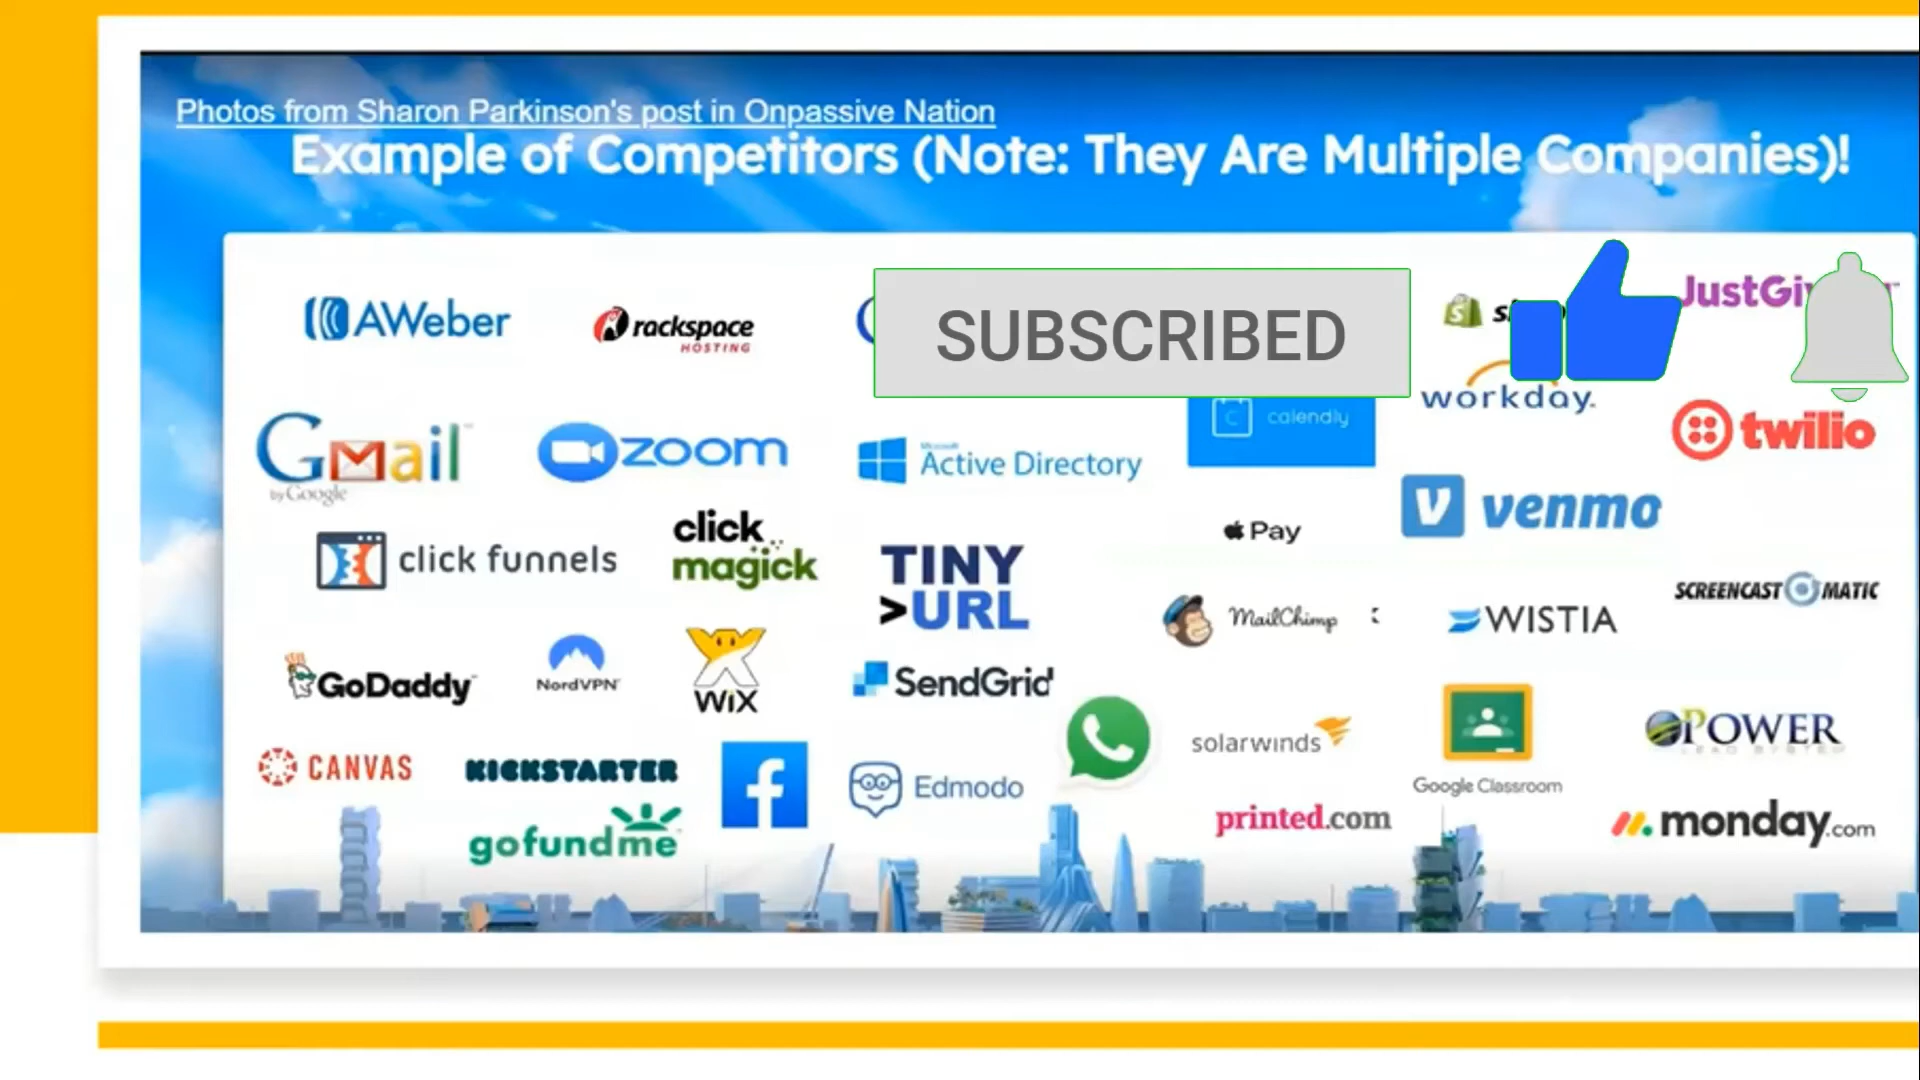 Photos from Sharon Parkinson's post in Onpassive Nation
Example of Competitors (Note: They Are Multiple Companies)!
AWeber
rackspace
HOSTING
SUBSCRIBED
JustGi
workday.
Gmail
by Google
zoom
Microsoft
Active Directory
calendly
twilio
venmo
click funnels
click
magick
TINY
>URL
Pay
MailChimp
WISTIA
SCREENCAST O MATIC
GoDaddy
NordVPN
WiX
SendGrid
solarwinds
Google Classroom
POWER
LEAD SYSTEM
CANVAS
KICKSTARTER
Edmodo
gofundme
printed.com
monday.com